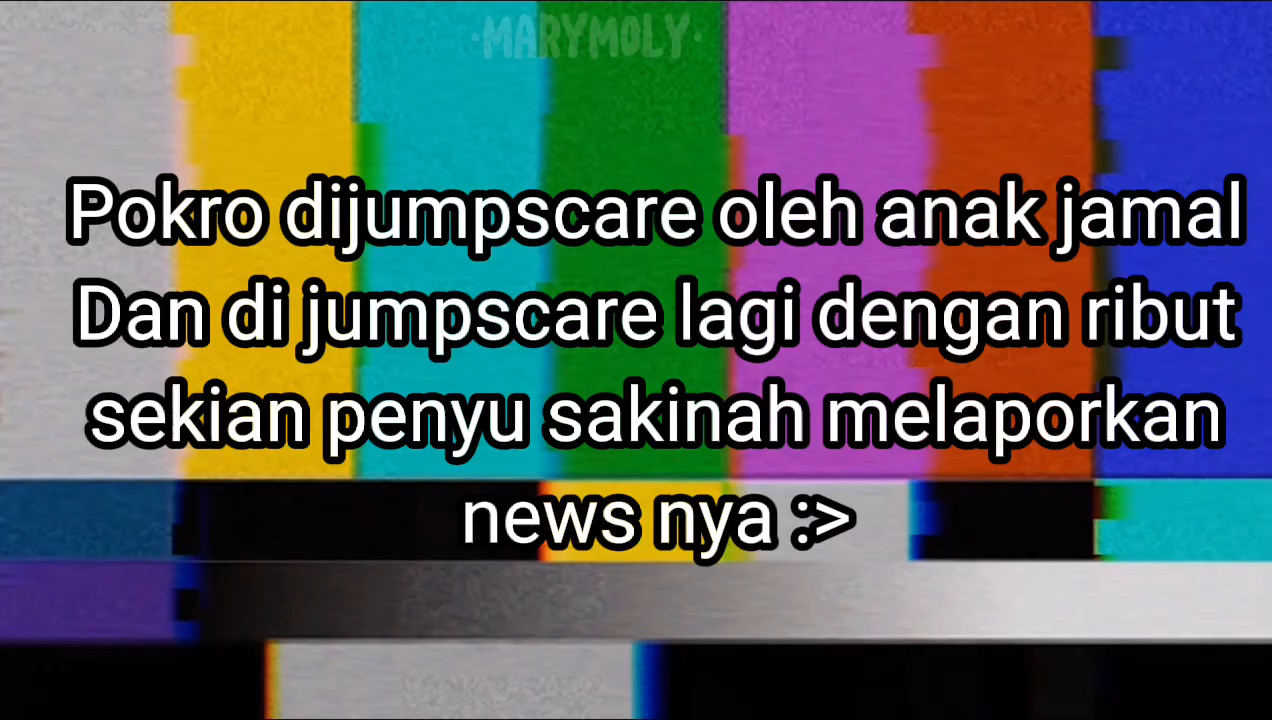 ·MARYMOLY·
Pokro dijumpscare oleh anak jamal
Dan di jumpscare lagi dengan ribut
sekian penyu sakinah melaporkan
news nya :>